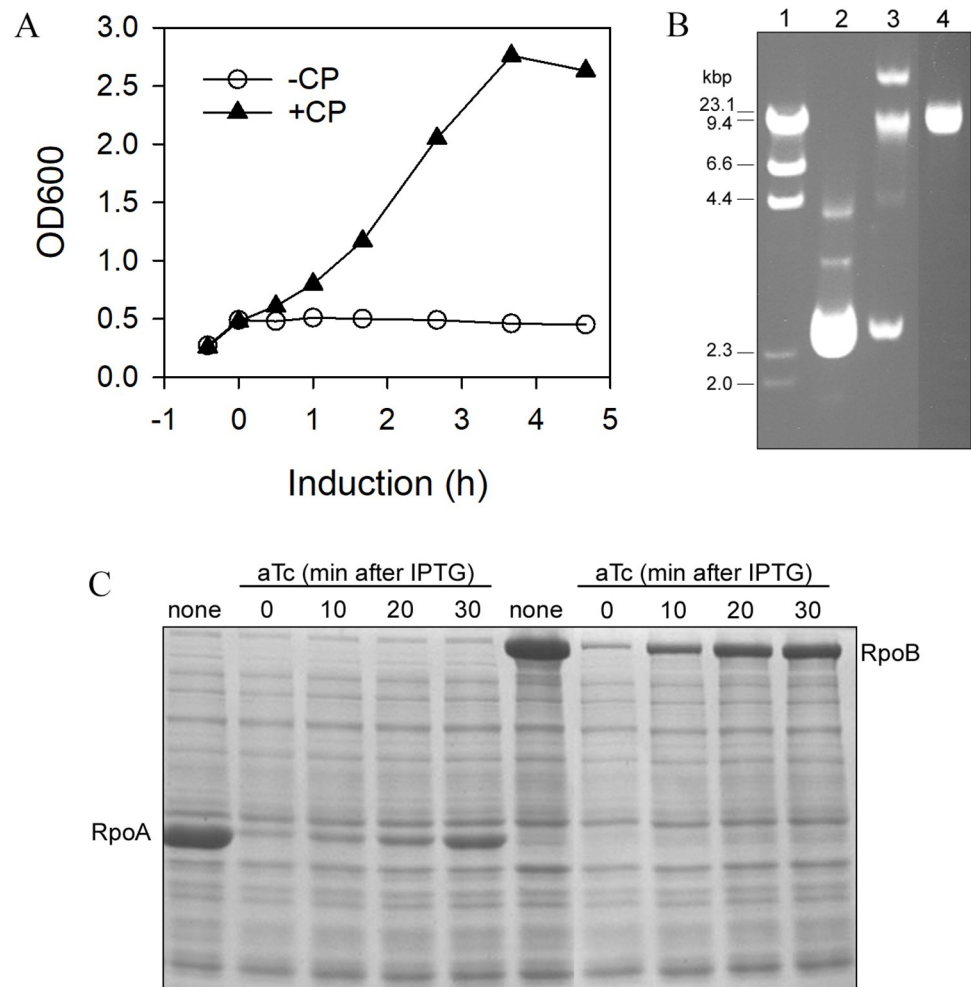 A
3.0
2.5
2.0
1.5
1.0
0.5
0.0
OD600
-CP
+CP
-1 0 1 2 3 4 5
Induction (h)
B
1 2 3 4
kbp
23.1
9.4
6.6
4.4
2.3
2.0
C
aTc (min after IPTG) aTc (min after IPTG)
none 0 10 20 30 none 0 10 20 30
RpoB
RpoA